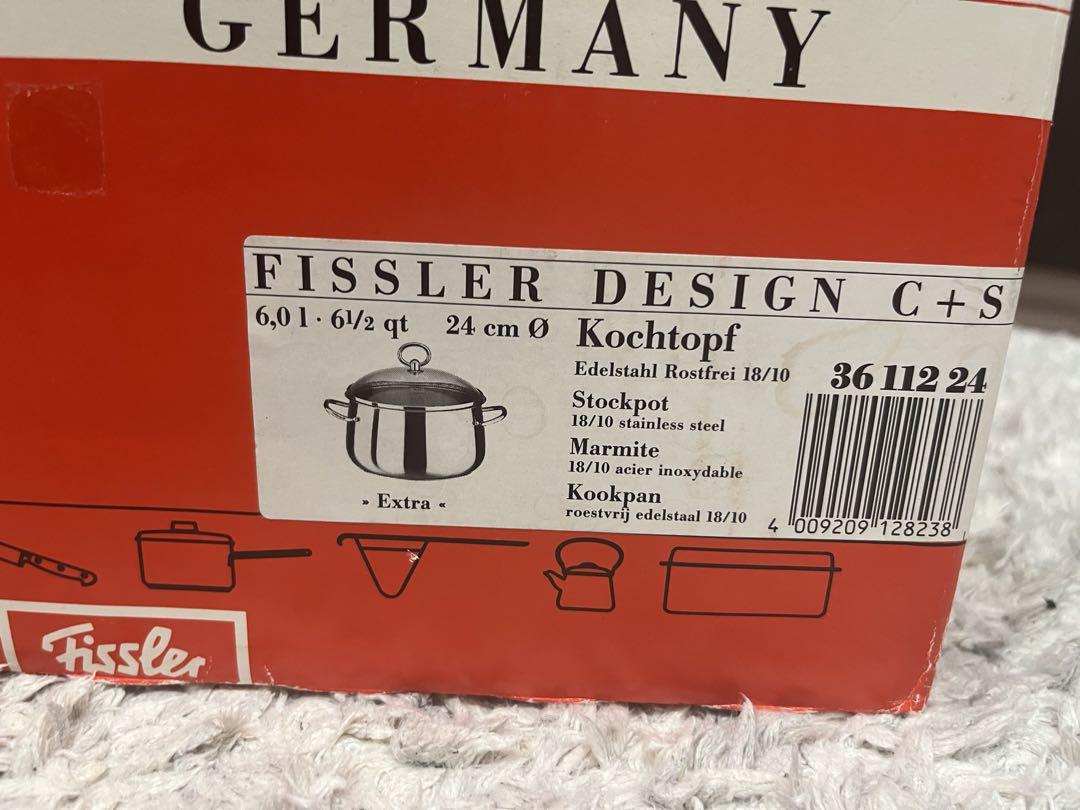 GERMANY
FISSLER DESIGN C+S
6,0 l · 6½ qt 24 cm Ø
» Extra «
Kochtopf
Edelstahl Rostfrei 18/10
Stockpot
18/10 stainless steel
Marmite
18/10 acier inoxydable
Kookpan
roestvrij edelstaal 18/10
36 112 24
4 009209 128238
Fissler